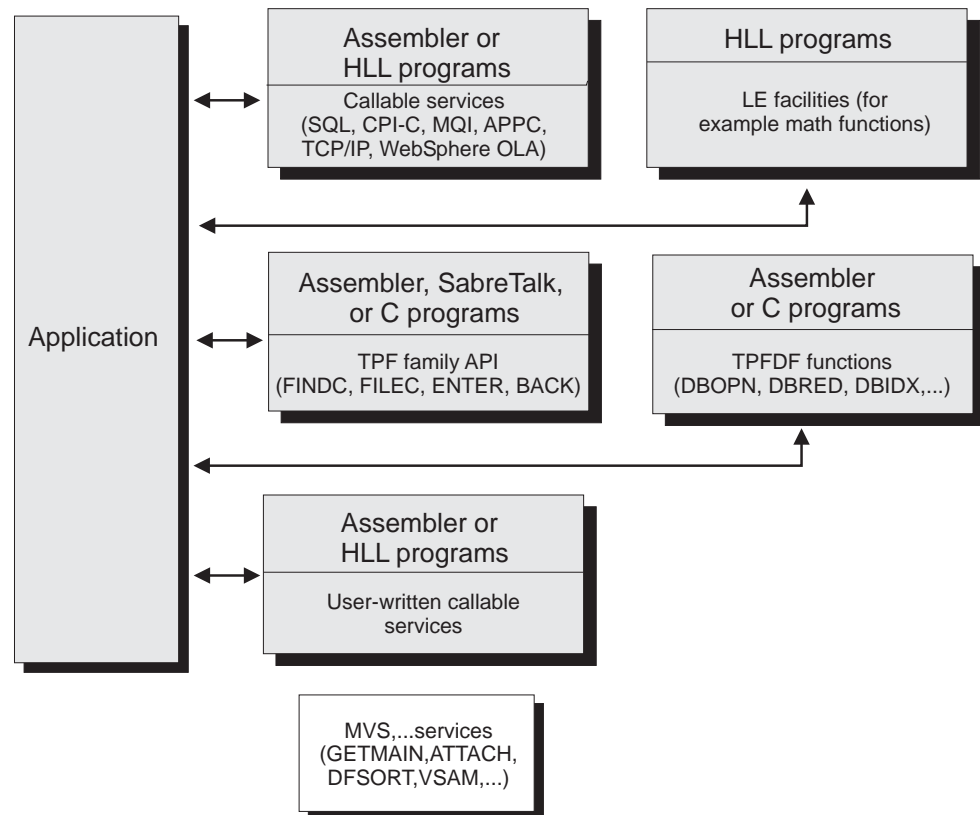 Application
Assembler or
HLL programs
Callable services
(SQL, CPI-C, MQI, APPC,
TCP/IP, WebSphere OLA)
HLL programs
LE facilities (for
example math functions)
Assembler, SabreTalk,
or C programs
TPF family API
(FINDC, FILEC, ENTER, BACK)
Assembler
or C programs
TPFDF functions
(DBOPN, DBRED, DBIDX,...)
Assembler or
HLL programs
User-written callable
services
MVS,...services
(GETMAIN,ATTACH,
DFSORT,VSAM,...)